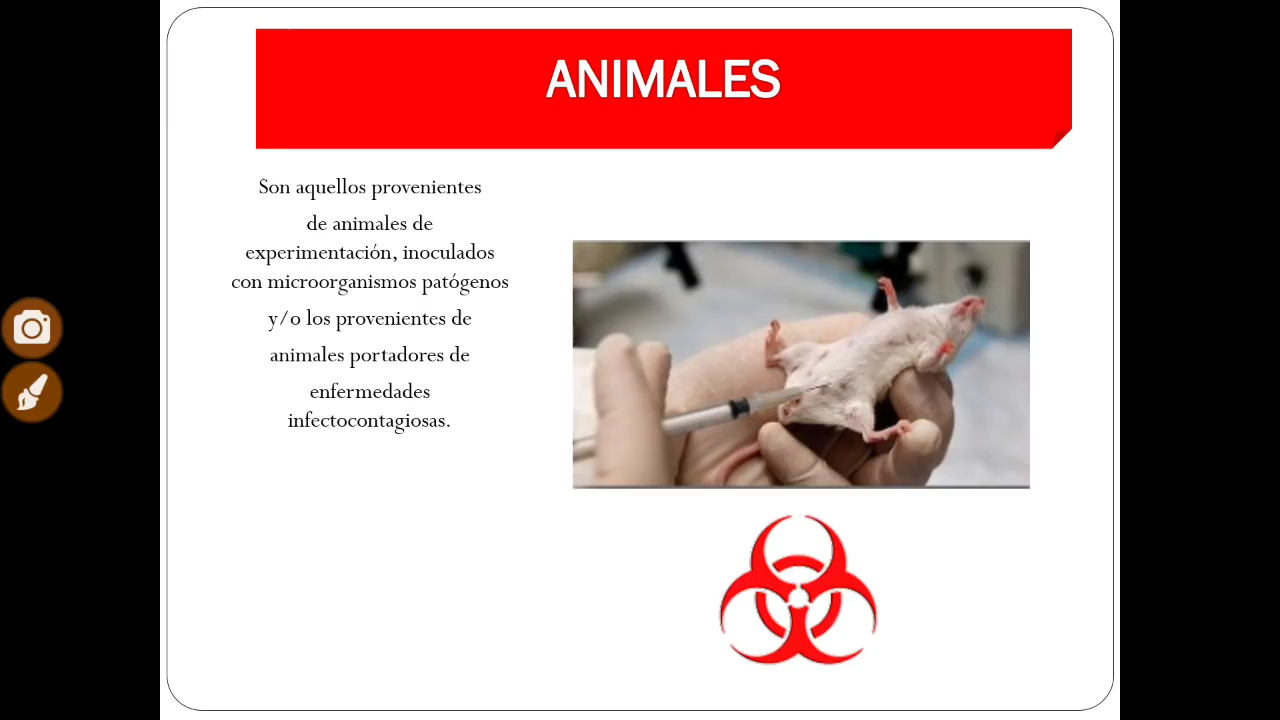 ANIMALES
Son aquellos provenientes
de animales de
experimentación, inoculados
con microorganismos patógenos
y/o los provenientes de
animales portadores de
enfermedades
infectocontagiosas.